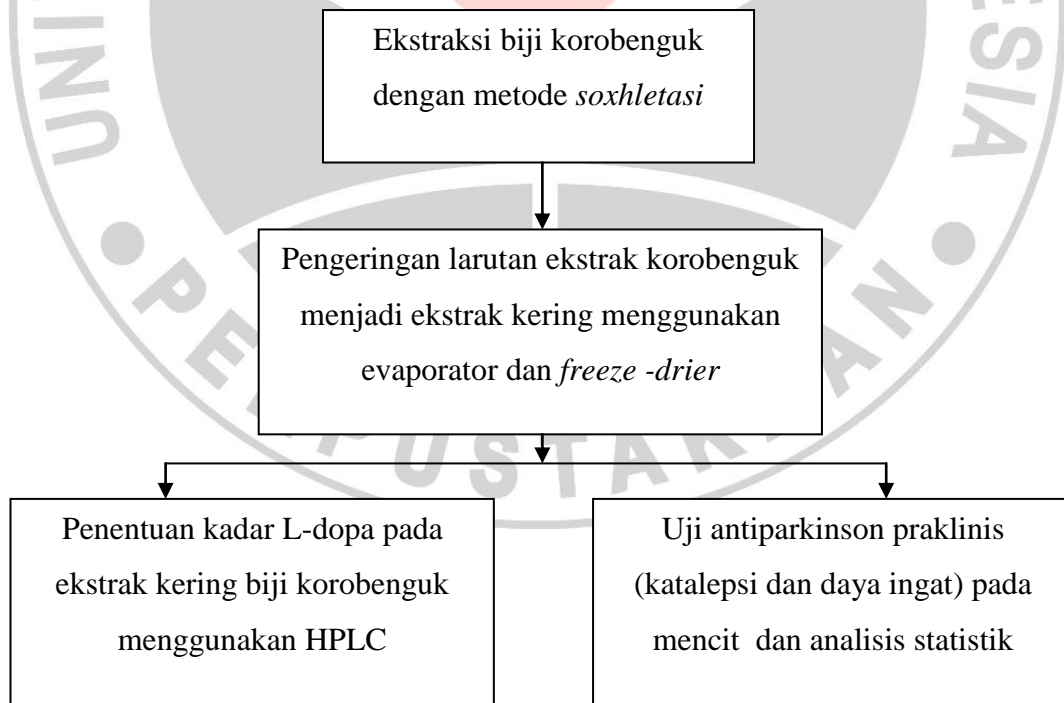 Ekstraksi biji korobenguk
dengan metode soxhletasi
Pengeringan larutan ekstrak korobenguk
menjadi ekstrak kering menggunakan
evaporator dan freeze -drier
Penentuan kadar L-dopa pada
ekstrak kering biji korobenguk
menggunakan HPLC
Uji antiparkinson praklinis
(katalepsi dan daya ingat) pada
mencit dan analisis statistik